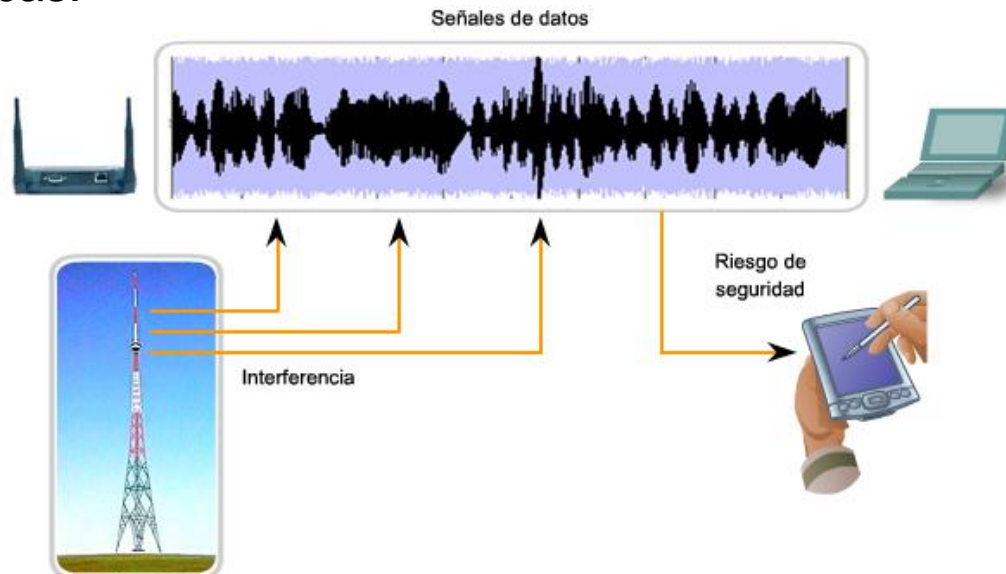 Señales de datos
Riesgo de
seguridad
Interferencia